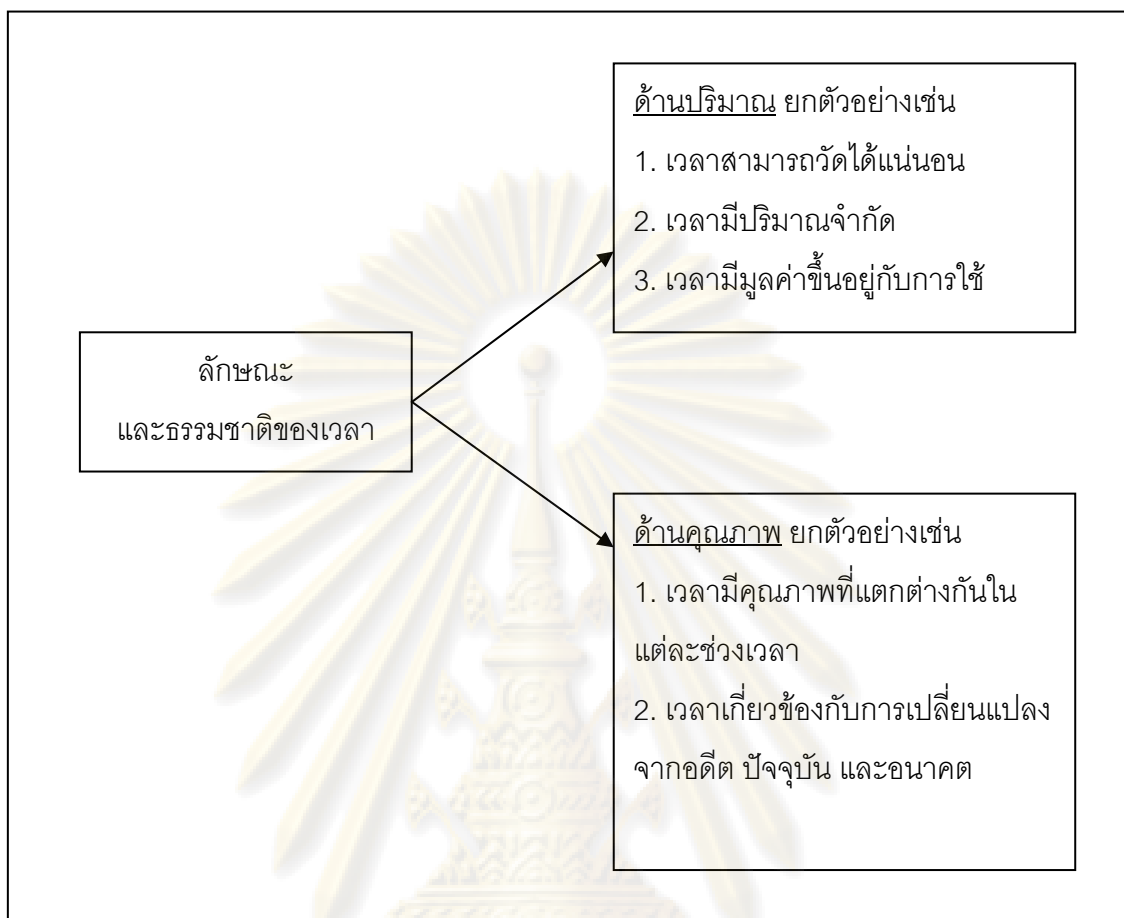 ด้านปริมาณ ยกตัวอย่างเช่น
1. เวลาสามารถวัดได้แน่นอน
2. เวลามีปริมาณจำกัด
3. เวลามีมูลค่าขึ้นอยู่กับการใช้
ลักษณะ
และธรรมชาติของเวลา
ด้านคุณภาพ ยกตัวอย่างเช่น
1. เวลามีคุณภาพที่แตกต่างกันใน
แต่ละช่วงเวลา
2. เวลาเกี่ยวข้องกับการเปลี่ยนแปลง
จากอดีต ปัจจุบัน และอนาคต